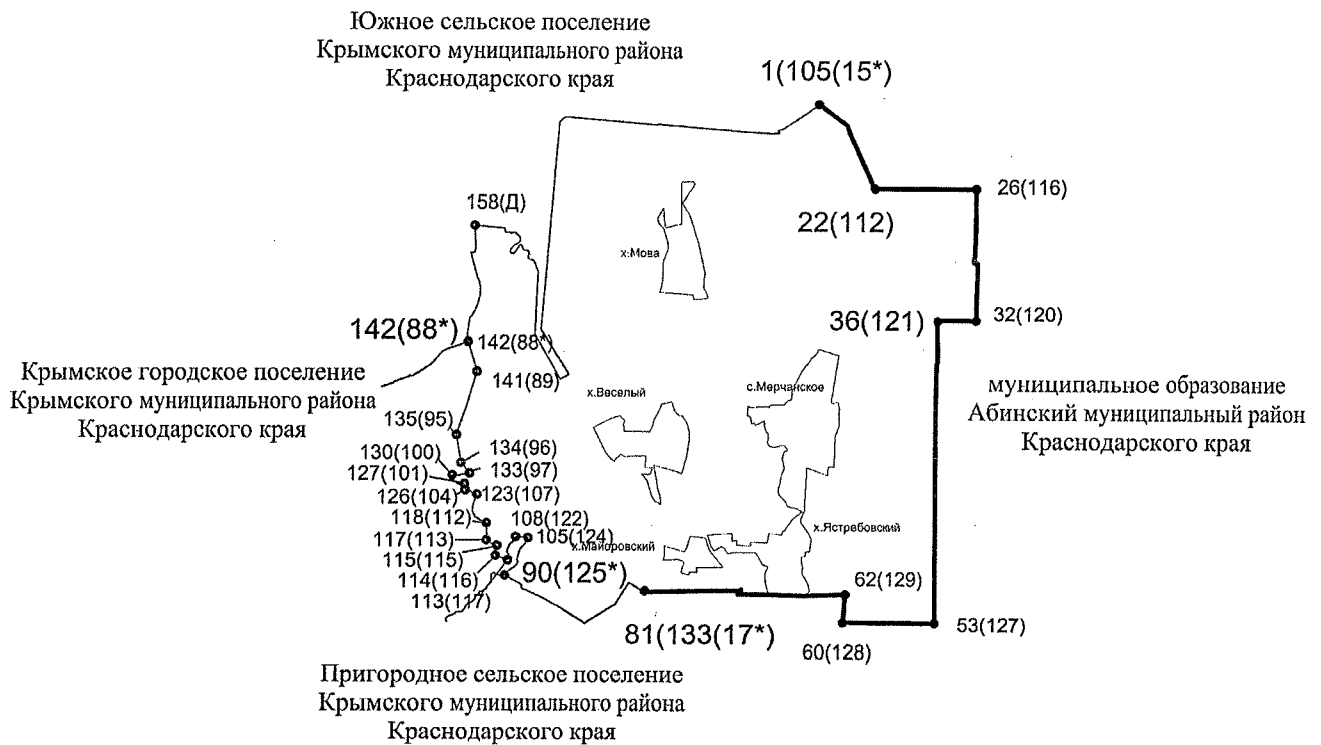 Южное сельское поселение
Крымского муниципального района
Краснодарского края
1(105(15*)
26(116)
158(Д)
22(112)
х.Мова
142(88*)
142(88*)
36(121)
32(120)
141(89)
Крымское городское поселение
Крымского муниципального района
Краснодарского края
муниципальное образование
Абинский муниципальный район
Краснодарского края
х.Веселый
с.Мерчанское
135(95)
134(96)
130(100)
133(97)
127(101)
126(104)
123(107)
118(112)
108(122)
х.Ястребовский
117(113)
105(124)
х.Майоровский
115(115)
114(116)
90(125*)
113(117)
62(129)
81(133(17*)
60(128)
53(127)
Пригородное сельское поселение
Крымского муниципального района
Краснодарского края